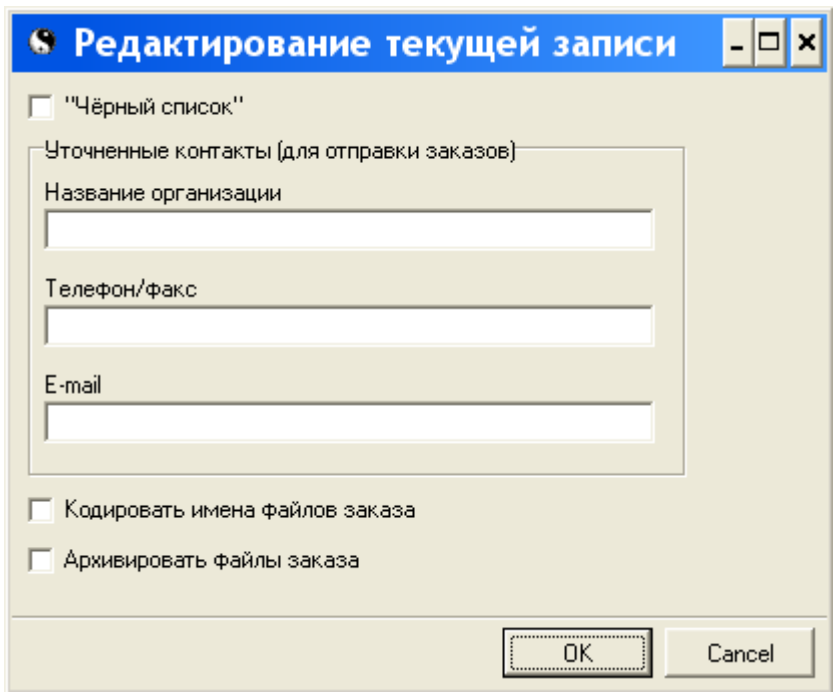 Редактирование текущей записи
"Чёрный список"
Уточненные контакты (для отправки заказов)
Название организации
Телефон/факс
E-mail
Кодировать имена файлов заказа
Архивировать файлы заказа
OK Cancel